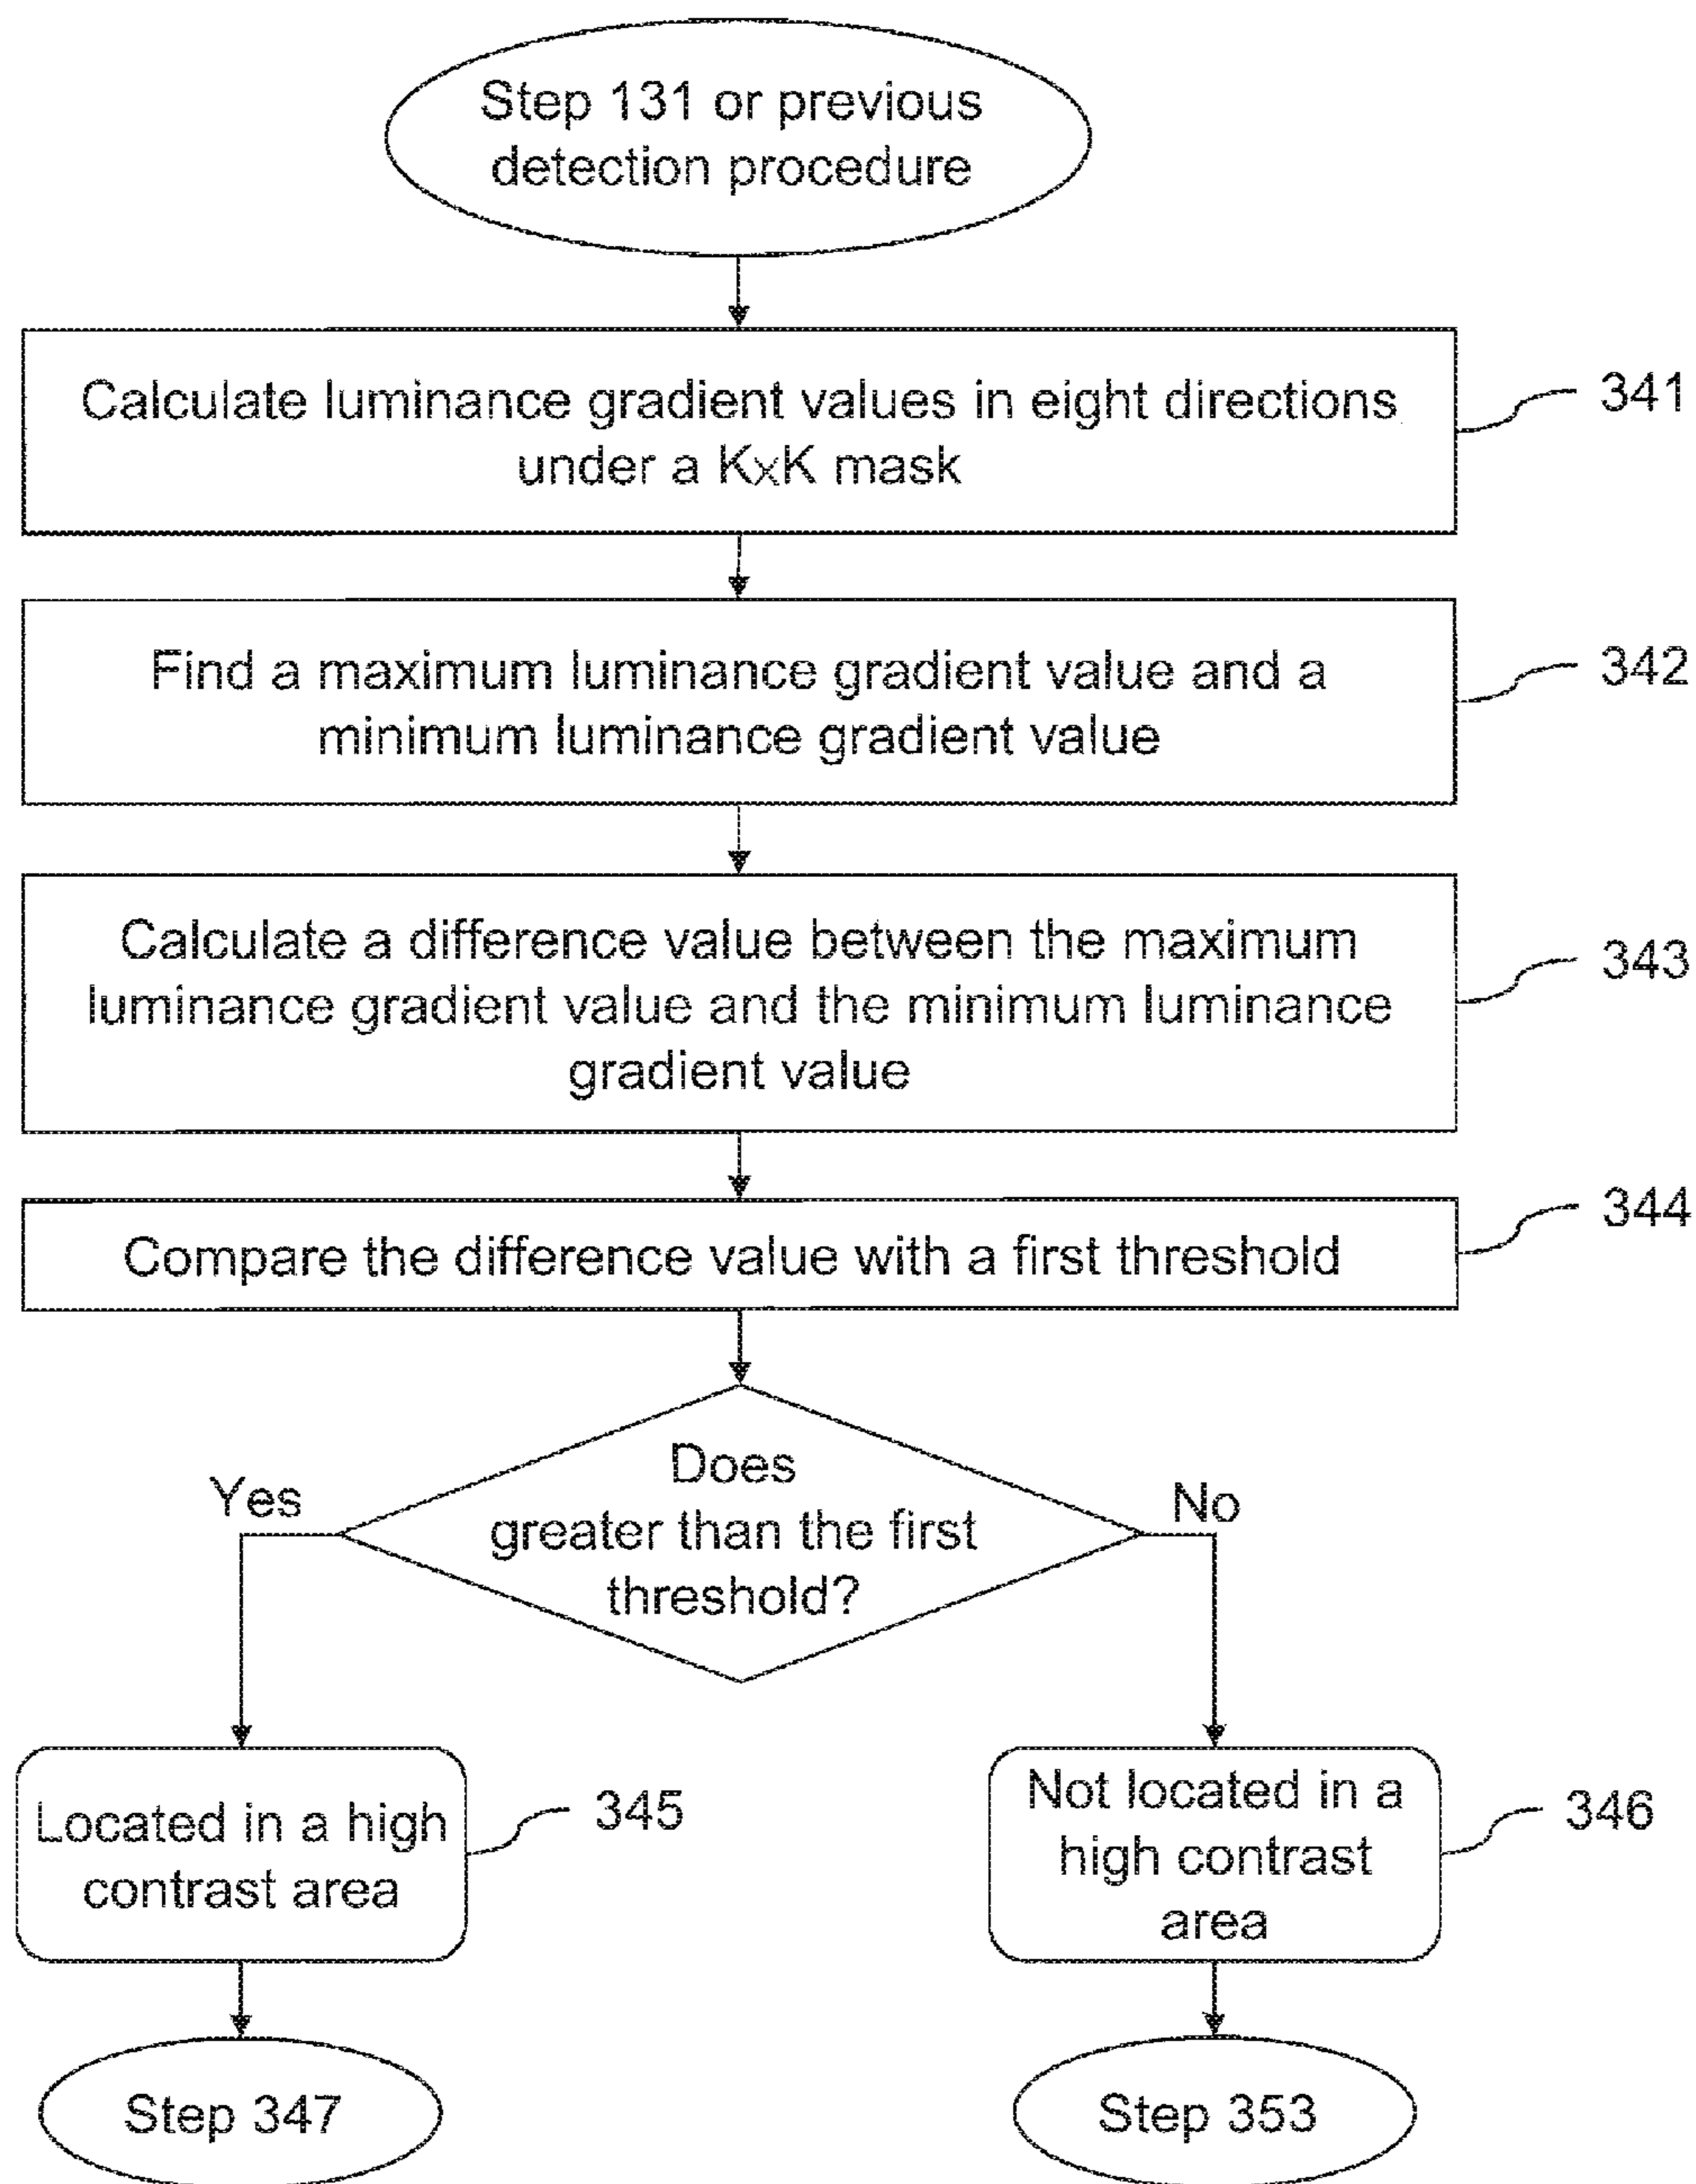 Step 131 or previous
detection procedure
Calculate luminance gradient values in eight directions
under a K×K mask
341
Find a maximum luminance gradient value and a
minimum luminance gradient value
342
Calculate a difference value between the maximum
luminance gradient value and the minimum luminance
gradient value
343
Compare the difference value with a first threshold
344
Does
greater than the first
threshold?
Yes
No
Located in a high
contrast area
345
Not located in a
high contrast
area
346
Step 347
Step 353